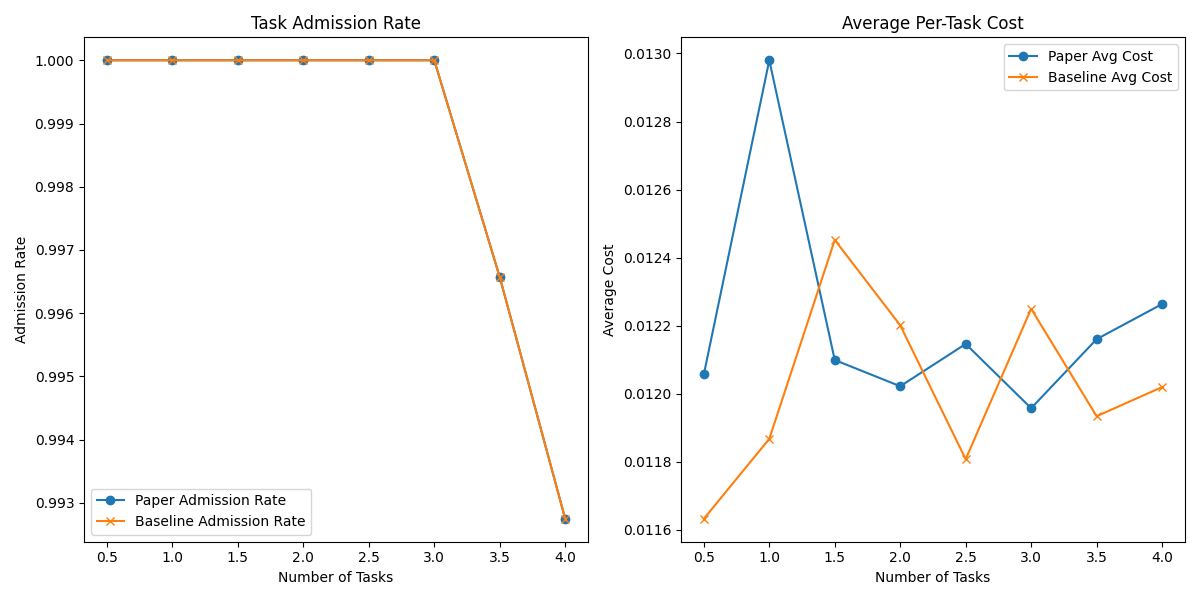 Task Admission Rate
Admission Rate
1.000
0.999
0.998
0.997
0.996
0.995
0.994
0.993
Paper Admission Rate
Baseline Admission Rate
0.5 1.0 1.5 2.0 2.5 3.0 3.5 4.0
Number of Tasks
Average Per-Task Cost
Average Cost
0.0130
0.0128
0.0126
0.0124
0.0122
0.0120
0.0118
0.0116
Paper Avg Cost
Baseline Avg Cost
0.5 1.0 1.5 2.0 2.5 3.0 3.5 4.0
Number of Tasks